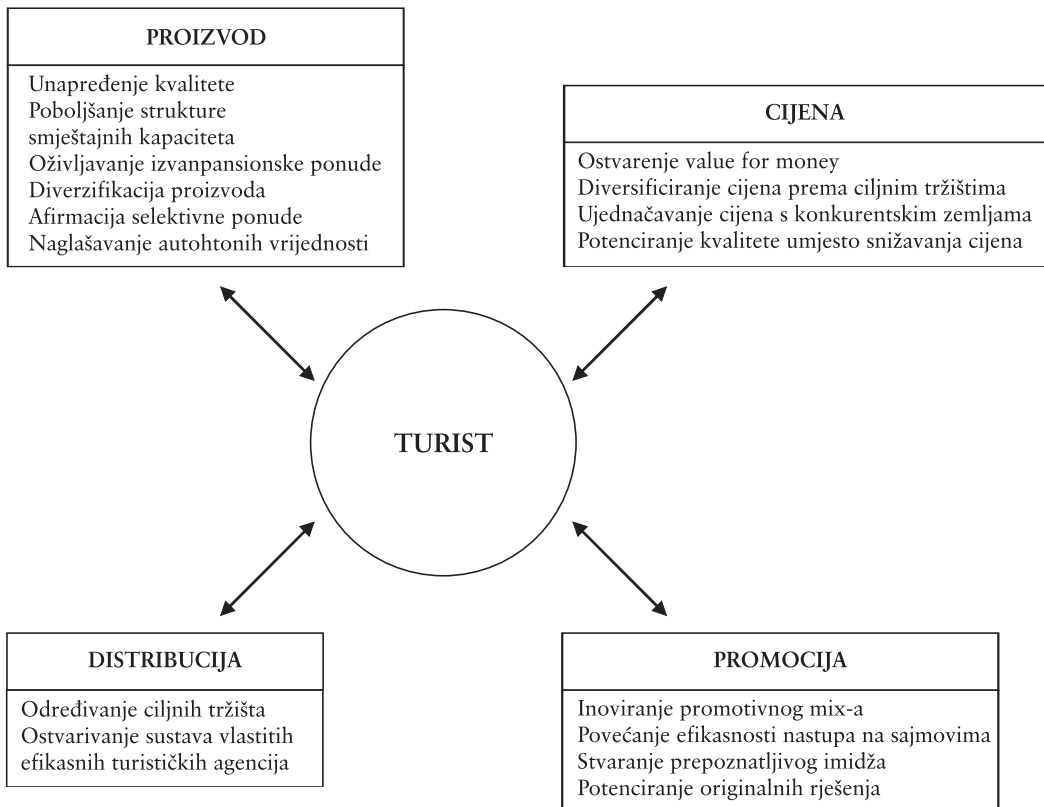 PROIZVOD
Unapređenje kvalitete
Poboljšanje strukture
smještajnih kapaciteta
Oživljavanje izvanpansionske ponude
Diverzifikacija proizvoda
Afirmacija selektivne ponude
Naglašavanje autohtonih vrijednosti
CIJENA
Ostvarenje value for money
Diversificiranje cijena prema ciljnim tržištima
Ujednačavanje cijena s konkurentskim zemljama
Potenciranje kvalitete umjesto snižavanja cijena
TURIST
DISTRIBUCIJA
Određivanje ciljnih tržišta
Ostvarivanje sustava vlastitih
efikasnih turističkih agencija
PROMOCIJA
Inoviranje promotivnog mix-a
Povećanje efikasnosti nastupa na sajmovima
Stvaranje prepoznatljivog imidža
Potenciranje originalnih rješenja